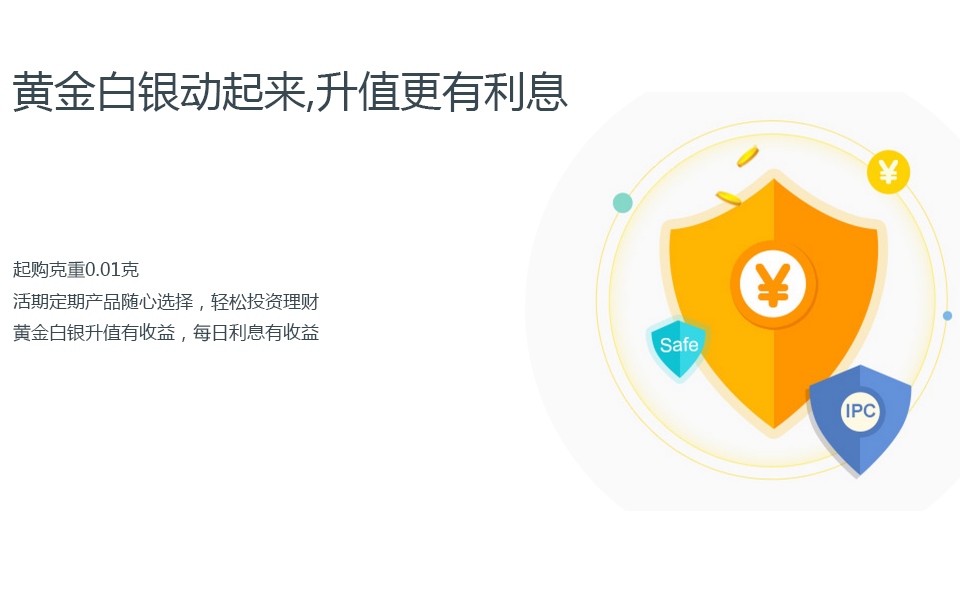 黄金白银动起来,升值更有利息
起购克重0.01克
活期定期产品随心选择，轻松投资理财
黄金白银升值有收益，每日利息有收益
¥
¥
Safe
IPC